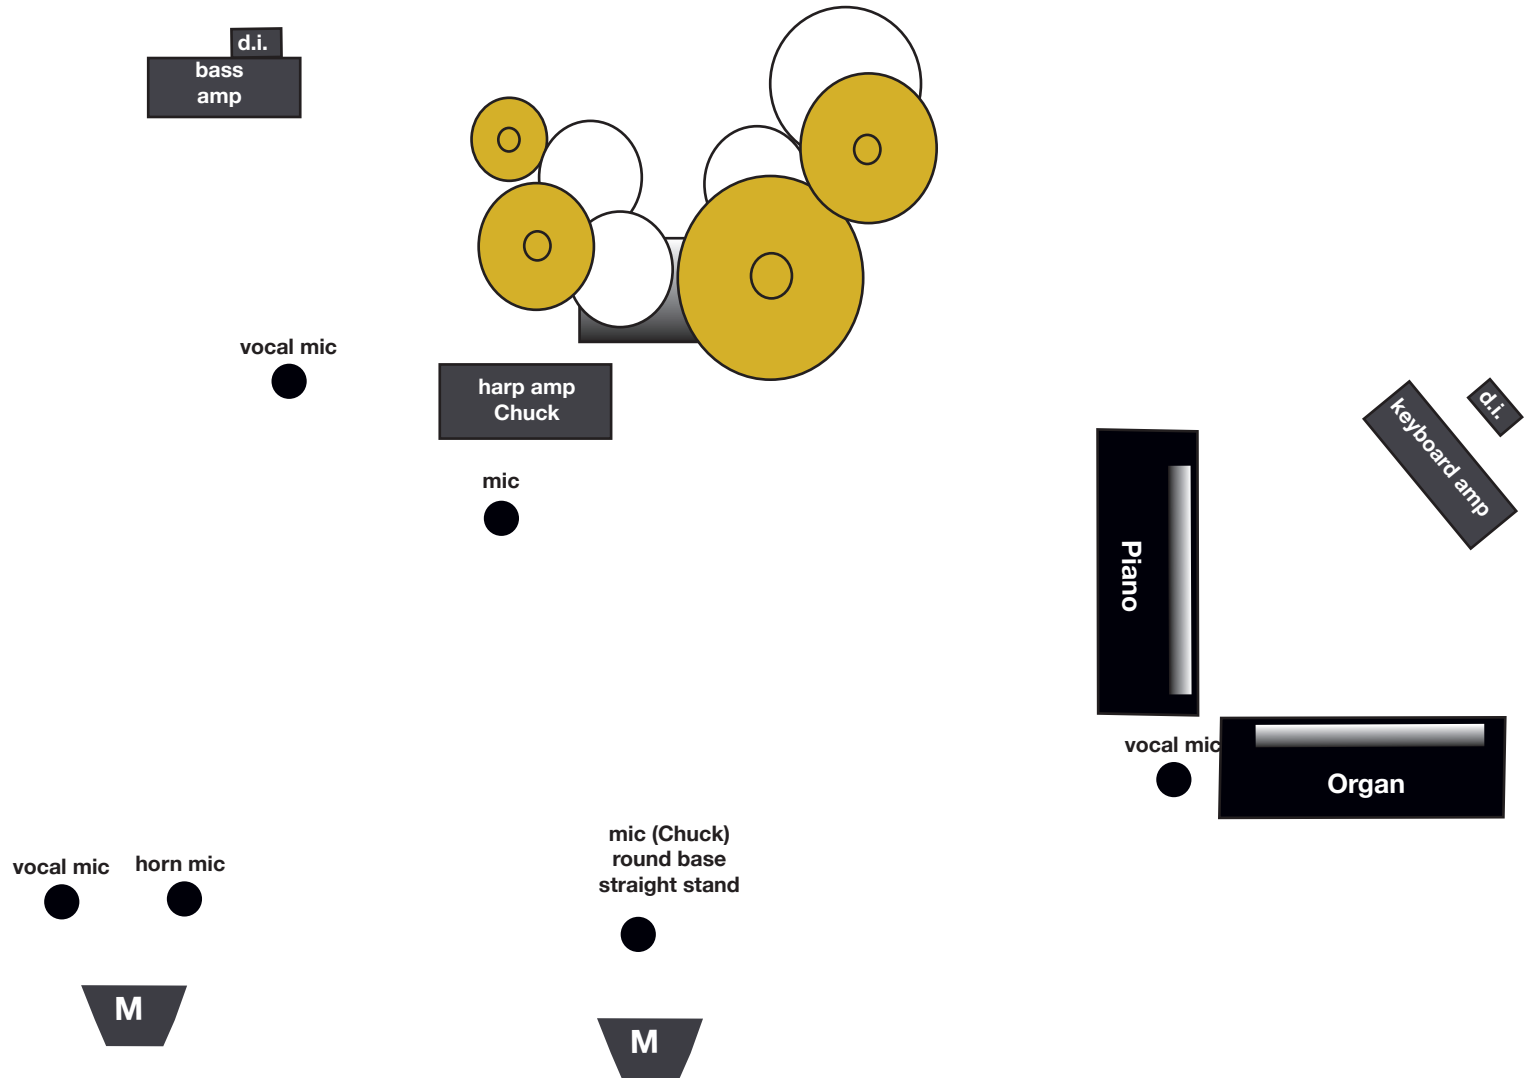 d.i.
bass
amp
vocal mic
harp amp
Chuck
mic
d.i.
keyboard amp
Piano
vocal mic
Organ
mic (Chuck)
round base
straight stand
vocal mic
horn mic
M
M